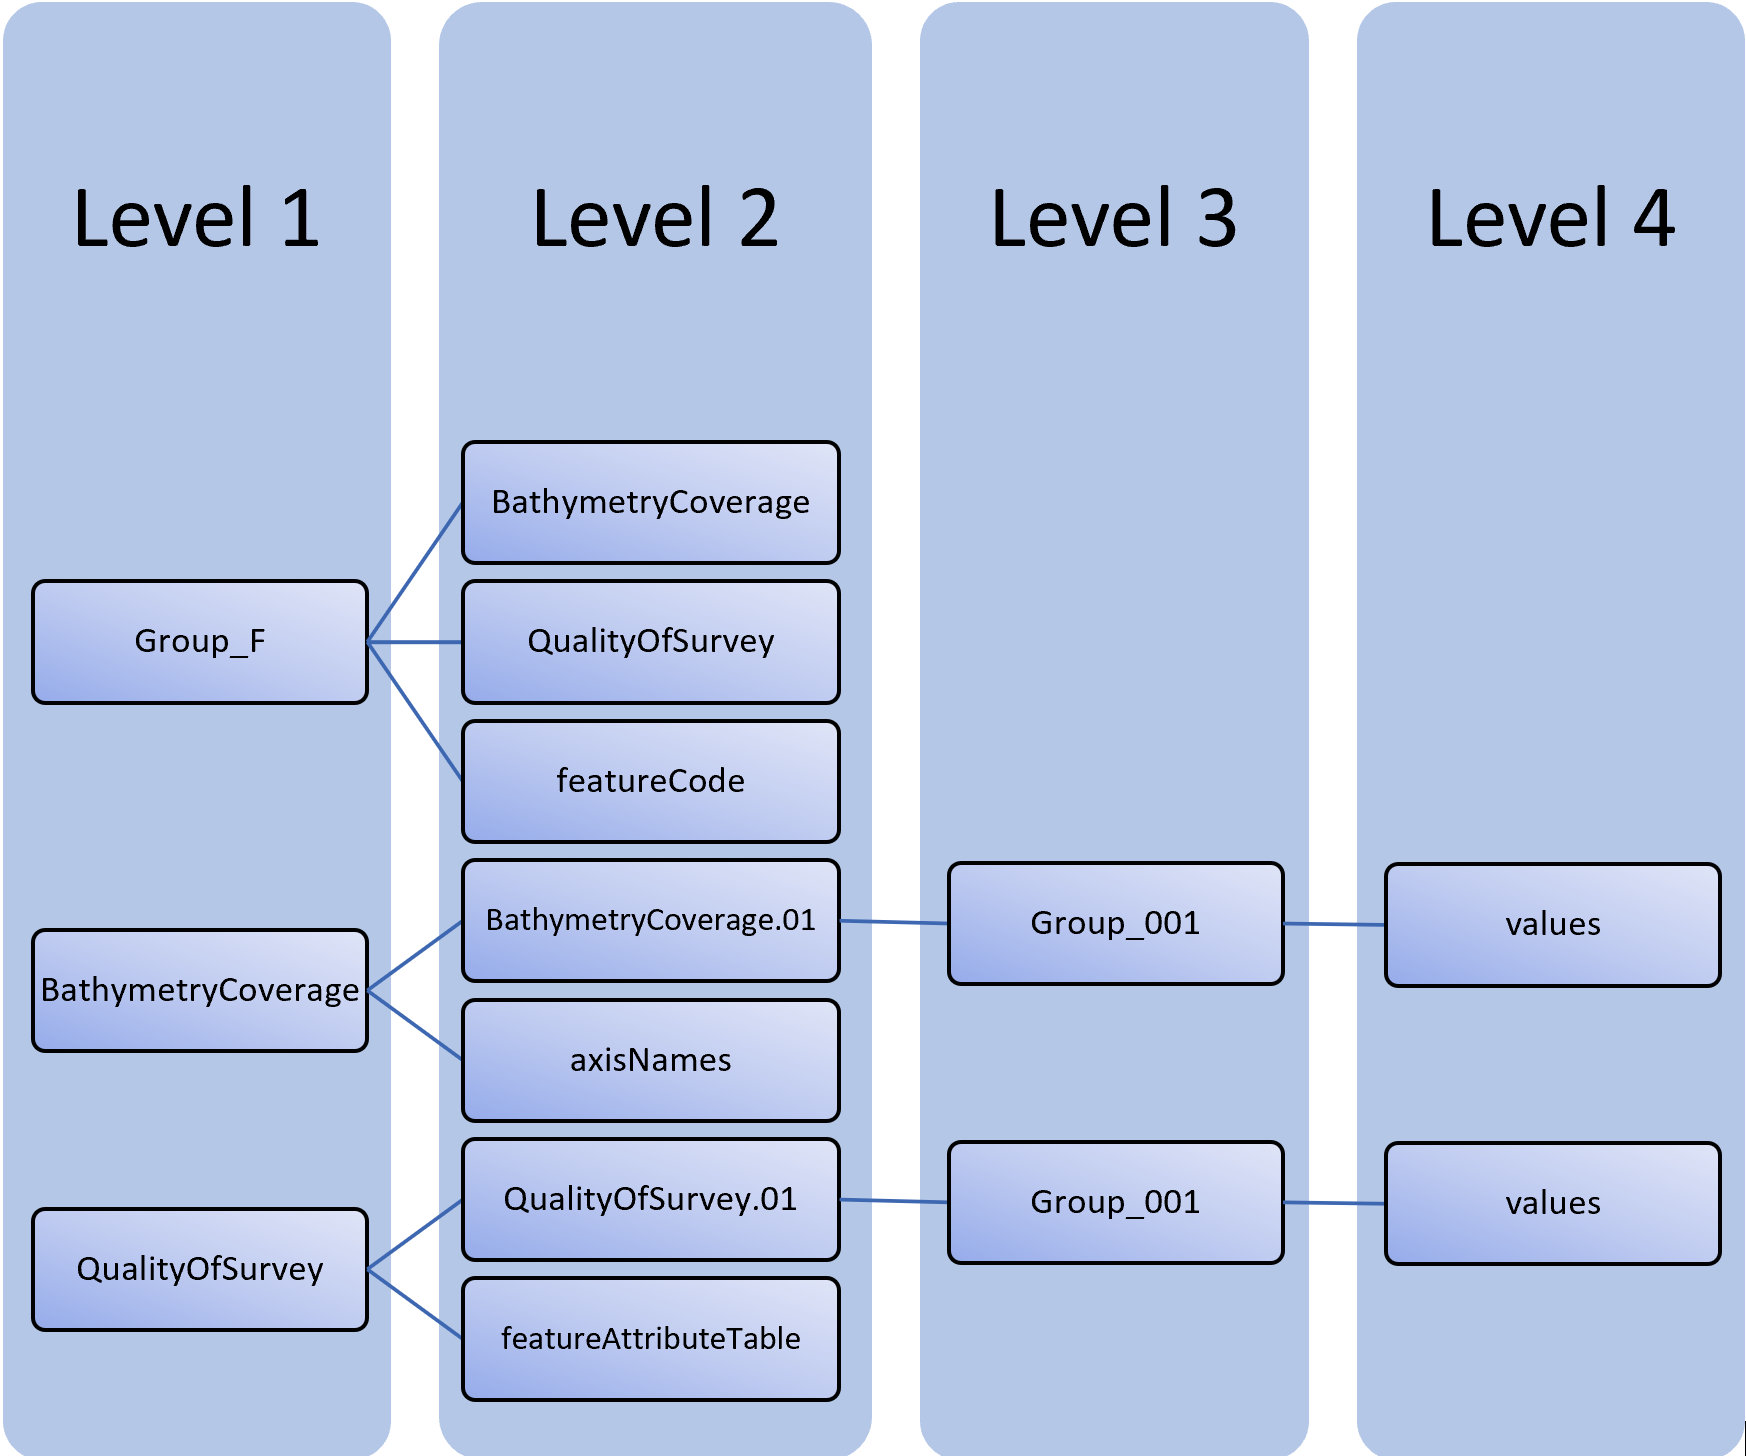 Level 1
Level 2
Level 3
Level 4
BathymetryCoverage
Group_F
QualityOfSurvey
featureCode
BathymetryCoverage
BathymetryCoverage.01
Group_001
values
axisNames
QualityOfSurvey
QualityOfSurvey.01
Group_001
values
featureAttributeTable